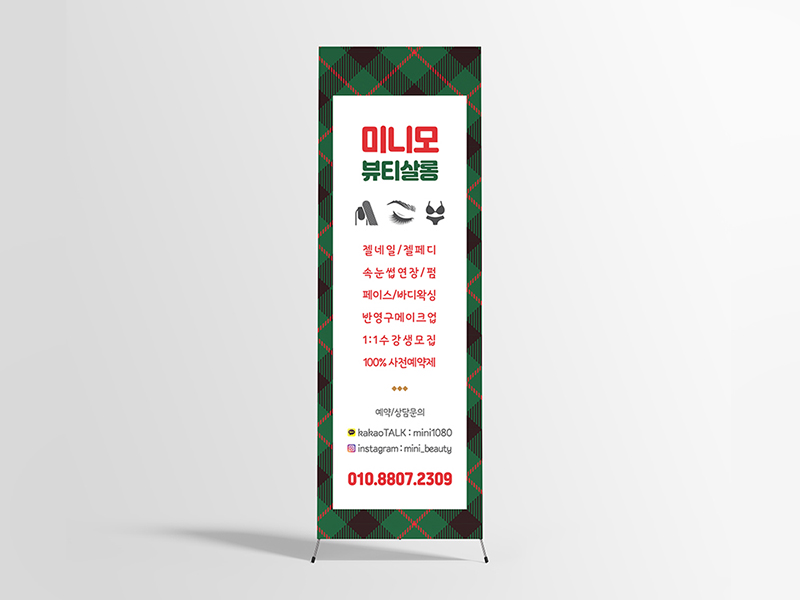 미니모
뷰티살롱
젤네일/젤페디
속눈썹연장/펌
페이스/바디왁싱
반영구메이크업
1:1수강생모집
100% 사전예약제
예약/상담문의
kakaoTALK : mini1080
instagram : mini_beauty
010.8807.2309